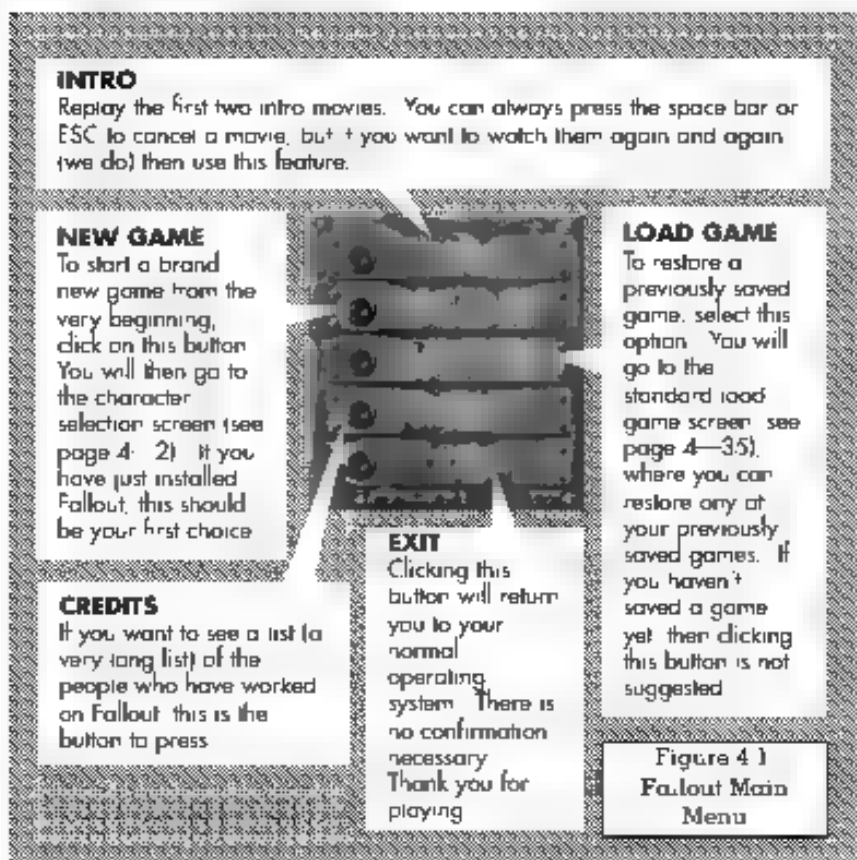 INTRO
Replay the first two intro movies. You can always press the space bar or
ESC to cancel a movie, but if you want to watch them again and again
(we do) then use this feature.
NEW GAME
To start a brand
new game from the
very beginning,
click on this button
You will then go to
the character
selection screen (see
page 4-2) If you
have just installed
Fallout, this should
be your first choice
CREDITS
If you want to see a list (a
very long list) of the
people who have worked
on Fallout this is the
button to press
EXIT
Clicking this
button will return
you to your
normal
operating
system There is
no confirmation
necessary
Thank you for
playing
LOAD GAME
To restore a
previously saved
game, select this
option You will
go to the
standard load
game screen see
page 4—35),
where you can
restore any of
your previously
saved games. If
you haven't
saved a game
yet then clicking
this button is not
suggested
Figure 4 1
Fallout Main
Menu